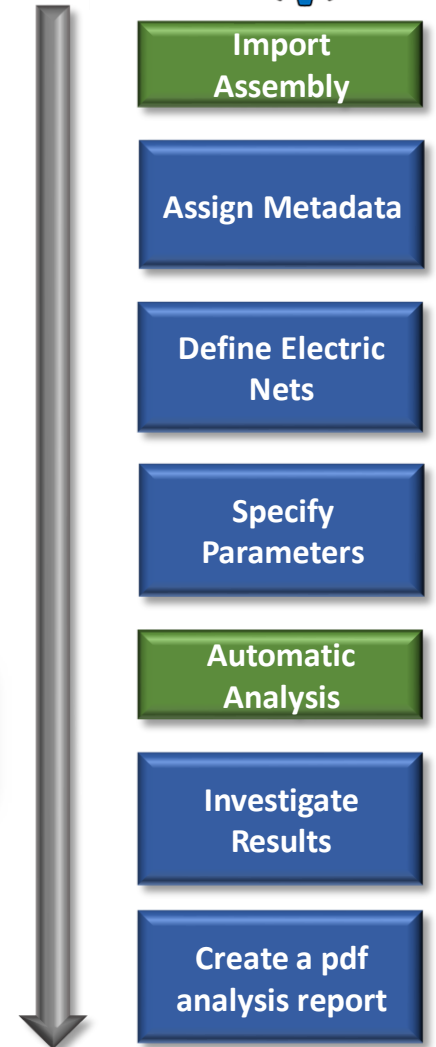 Import
Assembly
Assign Metadata
Define Electric
Nets
Specify
Parameters
Automatic
Analysis
Investigate
Results
Create a pdf
analysis report